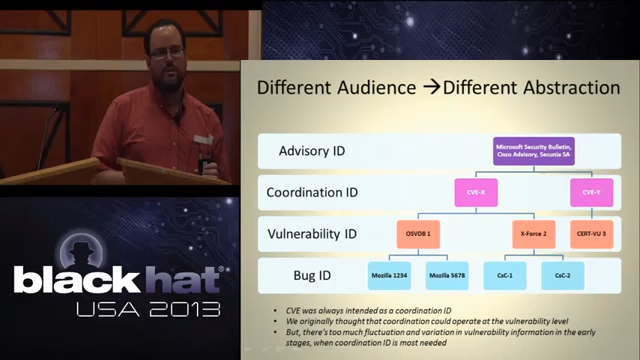 Different Audience → Different Abstraction
Advisory ID
Microsoft Security Bulletin,
Cisco Advisory, Secunia SA
Coordination ID
CVE-X
CVE-Y
Vulnerability ID
OSVDB 1
X-Force 2
CERT-VU 3
Bug ID
Mozilla 1234
Mozilla 5678
CsC-1
CsC-2
• CVE was always intended as a coordination ID
• We originally thought that coordination could operate at the vulnerability level
• But, there's too much fluctuation and variation in vulnerability information in the early
stages, when coordination ID is most needed
black hat
USA 2013